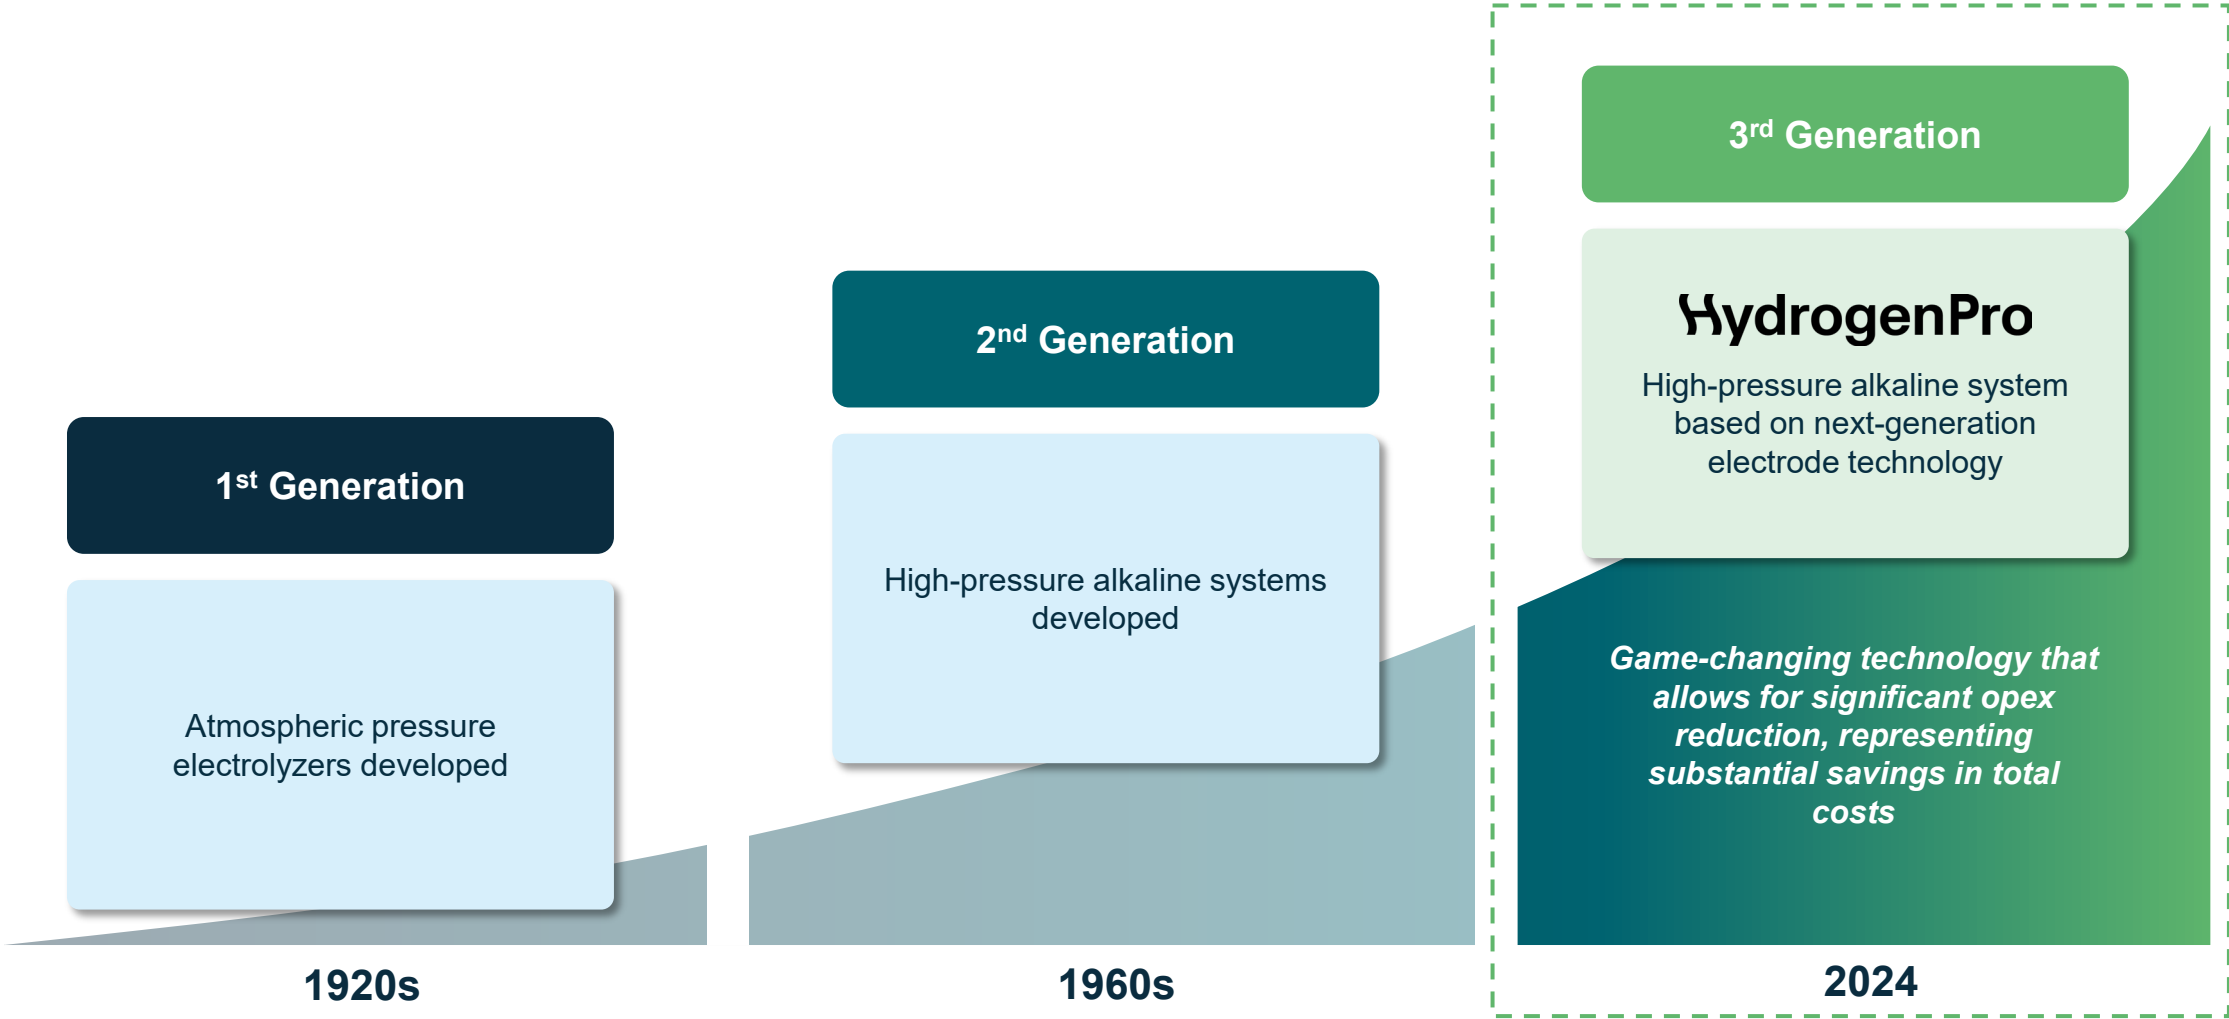 1st Generation
Atmospheric pressure
electrolyzers developed
1920s
2nd Generation
High-pressure alkaline systems
developed
1960s
3rd Generation
HydrogenPro
High-pressure alkaline system
based on next-generation
electrode technology
Game-changing technology that
allows for significant opex
reduction, representing
substantial savings in total
costs
2024